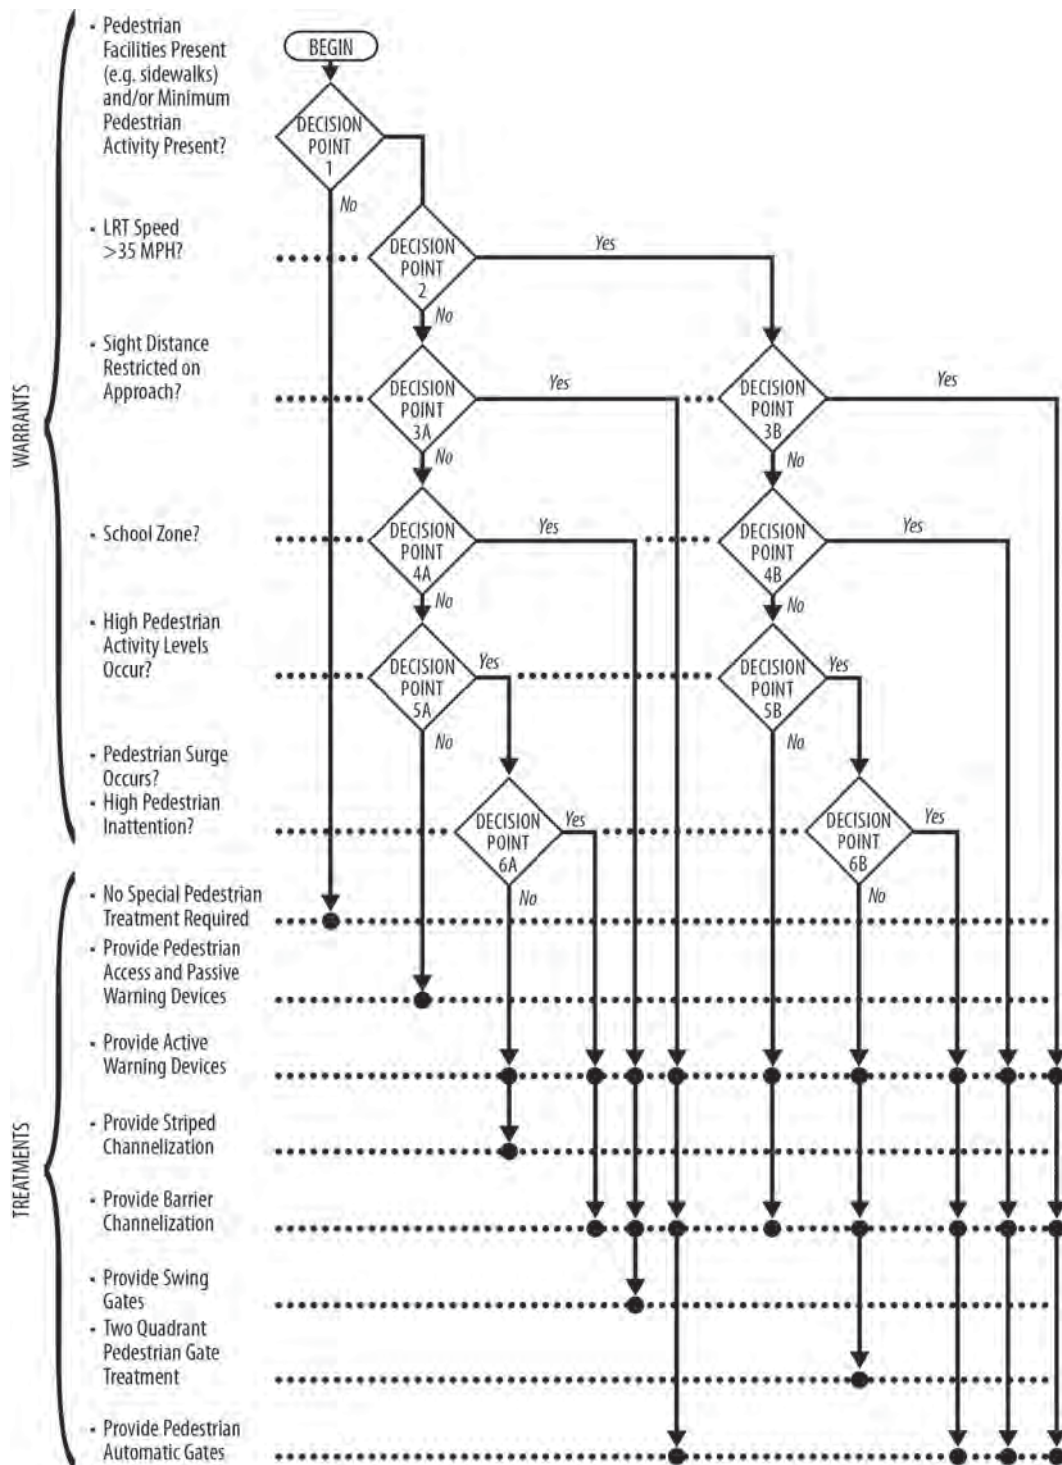 • Pedestrian
Facilities Present
(e.g. sidewalks)
and/or Minimum
Pedestrian
Activity Present?
BEGIN
DECISION
POINT
1
No
• LRT Speed
>35 MPH?
DECISION
POINT
2
Yes
No
• Sight Distance
Restricted on
Approach?
DECISION
POINT
3A
Yes
No
DECISION
POINT
3B
Yes
No
WARRANTS
• School Zone?
DECISION
POINT
4A
Yes
No
DECISION
POINT
4B
Yes
No
• High Pedestrian
Activity Levels
Occur?
DECISION
POINT
5A
Yes
No
DECISION
POINT
5B
Yes
No
• Pedestrian Surge
Occurs?
• High Pedestrian
Inattention?
DECISION
POINT
6A
Yes
No
DECISION
POINT
6B
Yes
No
• No Special Pedestrian
Treatment Required
• Provide Pedestrian
Access and Passive
Warning Devices
• Provide Active
Warning Devices
TREATMENTS
• Provide Striped
Channelization
• Provide Barrier
Channelization
• Provide Swing
Gates
• Two Quadrant
Pedestrian Gate
Treatment
• Provide Pedestrian
Automatic Gates